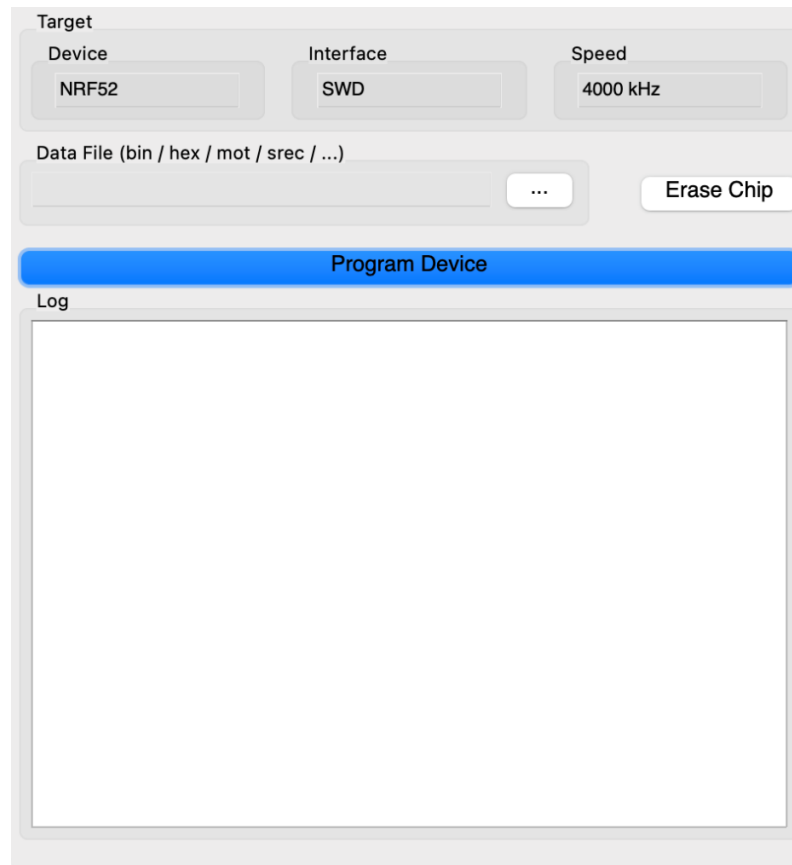 Target
Device Interface Speed
NRF52 SWD 4000 kHz
Data File (bin / hex / mot / srec / ...)
... Erase Chip
Program Device
Log